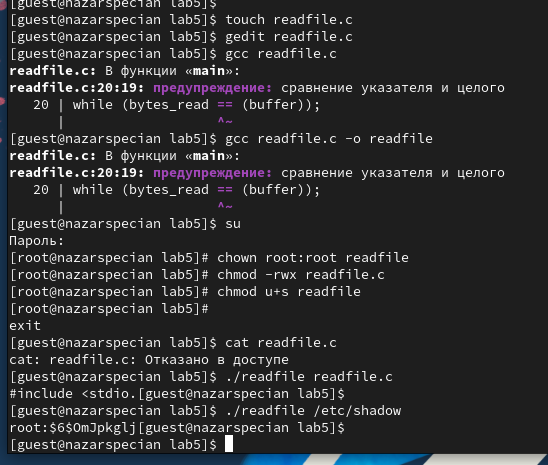 [guest@nazarspecian lab5]$
[guest@nazarspecian lab5]$ touch readfile.c
[guest@nazarspecian lab5]$ gedit readfile.c
[guest@nazarspecian lab5]$ gcc readfile.c
readfile.c: В функции «main»:
readfile.c:20:19: предупреждение: сравнение указателя и целого
20 | while (bytes_read == (buffer));
| ^~
[guest@nazarspecian lab5]$ gcc readfile.c -o readfile
readfile.c: В функции «main»:
readfile.c:20:19: предупреждение: сравнение указателя и целого
20 | while (bytes_read == (buffer));
| ^~
[guest@nazarspecian lab5]$ su
Пароль:
[root@nazarspecian lab5]# chown root:root readfile
[root@nazarspecian lab5]# chmod -rwx readfile.c
[root@nazarspecian lab5]# chmod u+s readfile
[root@nazarspecian lab5]#
exit
[guest@nazarspecian lab5]$ cat readfile.c
cat: readfile.c: Отказано в доступе
[guest@nazarspecian lab5]$ ./readfile readfile.c
#include <stdio.[guest@nazarspecian lab5]$
[guest@nazarspecian lab5]$ ./readfile /etc/shadow
root:$6$OmJpkglj[guest@nazarspecian lab5]$
[guest@nazarspecian lab5]$